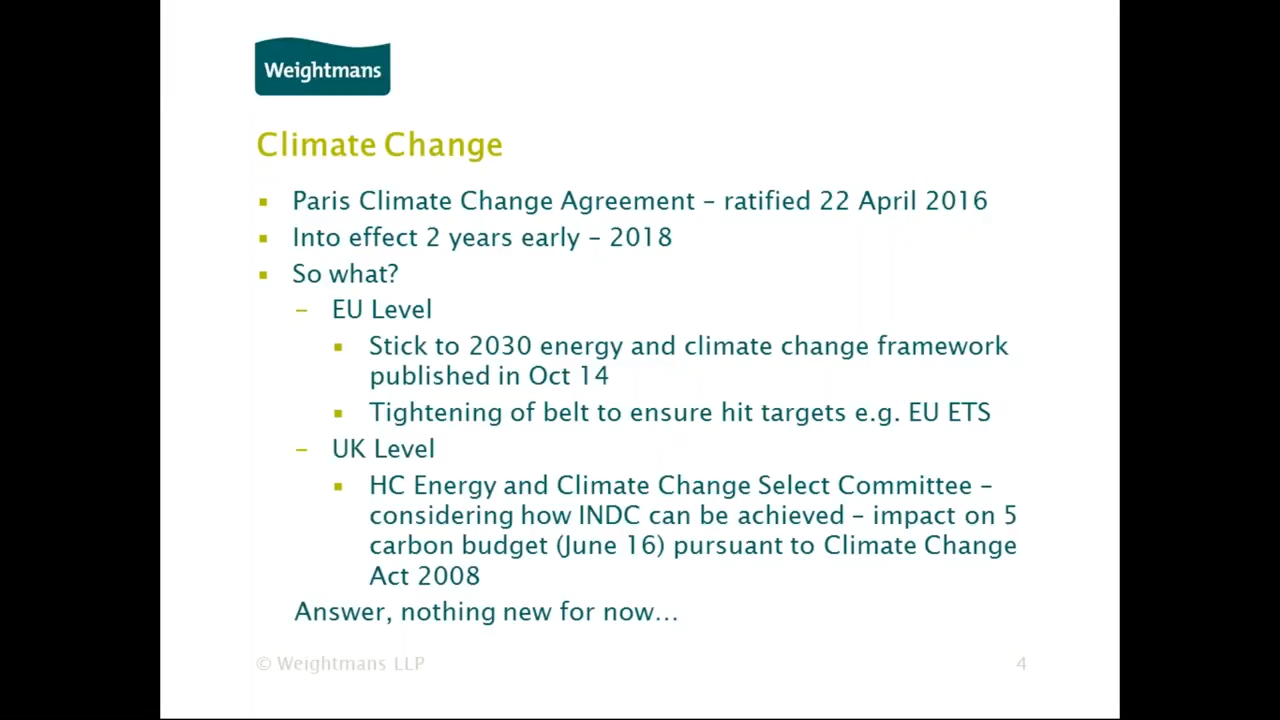 Weightmans
Climate Change
▪ Paris Climate Change Agreement – ratified 22 April 2016
▪ Into effect 2 years early – 2018
▪ So what?
– EU Level
▪ Stick to 2030 energy and climate change framework
published in Oct 14
▪ Tightening of belt to ensure hit targets e.g. EU ETS
– UK Level
▪ HC Energy and Climate Change Select Committee –
considering how INDC can be achieved – impact on 5
carbon budget (June 16) pursuant to Climate Change
Act 2008
Answer, nothing new for now…
© Weightmans LLP
4